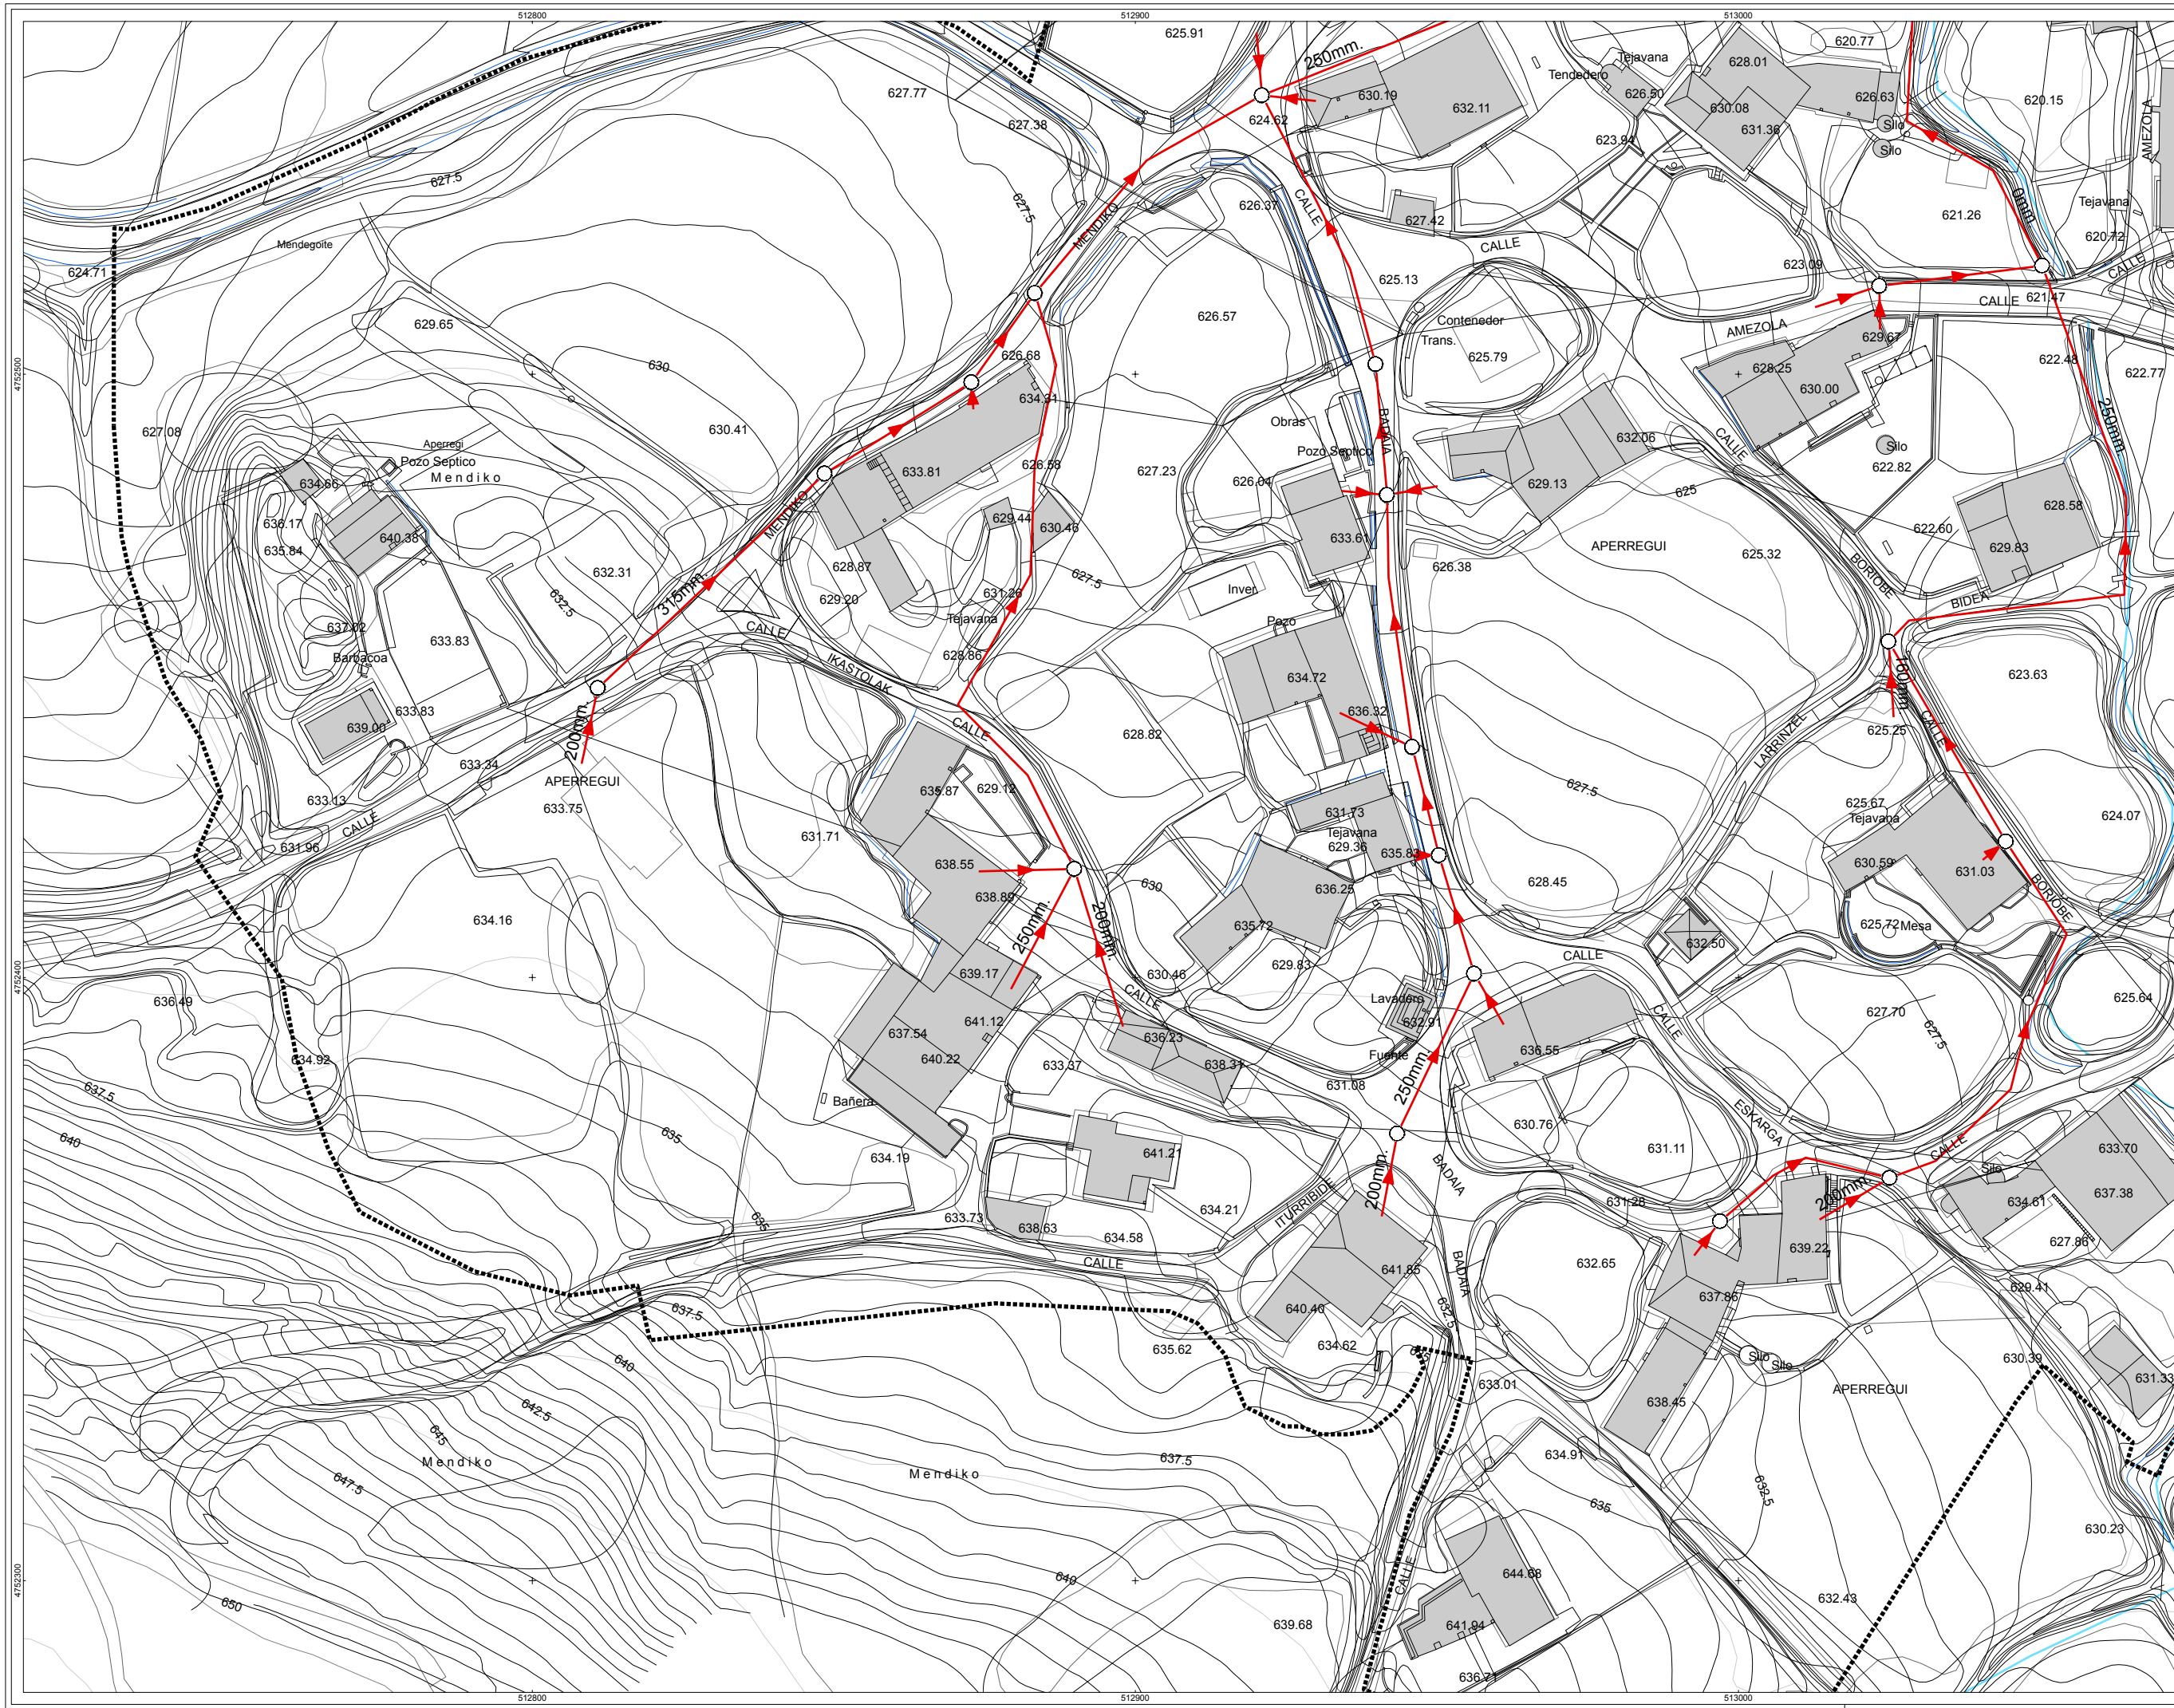 512800
512900
513000
625.91
250mm.
620.77
Tejavana
628.01
Tendedero
627.77
630.19
632.11
626.50
630.08
626.63
620.15
AMEZOLA
627.38
624.62
631.36
Silo
623.94
Silo
627.5
627.5
626.37
CALLE
627.42
621.26
0mm.
Tejavana
MENDIKO
CALLE
620.72
Mendegoite
624.71
625.13
623.09
CALLE
629.65
626.57
Contenedor
Trans.
AMEZOLA
CALLE
621.47
629.67
630
626.68
625.79
628.25
622.48
622.77
4752500
630.00
634.31
627.08
630.41
Obras
BADAIA
632.06
CALLE
250mm.
Aperregi
Pozo Septico
Mendiko
Pozo Septico
Silo
633.81
626.58
627.23
626.04
629.13
625
622.82
634.66
636.17
629.44
630.46
628.58
640.38
MENDIKO
633.61
622.60
635.84
APERREGUI
625.32
629.83
632.31
628.87
627.5
626.38
BORIOBE
315mm.
632.5
629.20
631.26
Inver.
BIDEA
637.02
633.83
CALLE
Tejavana
Pozo
Barbacoa
628.86
IKASTOLAK
634.72
180mm
623.63
639.00
633.83
200mm.
CALLE
628.82
636.32
LARRINZEL
625.25
CALLE
633.34
APERREGUI
633.13
633.75
635.87
629.12
627.5
625.67
Tejavana
624.07
CALLE
631.71
631.73
Tejavana
629.36
631.96
638.55
635.83
630.59
631.03
630
636.25
628.45
638.89
BORIOBE
634.16
250mm.
200mm.
635.72
625.72
Mesa
632.50
4752400
639.17
630.46
629.83
CALLE
636.49
CALLE
Lavadero
625.64
641.12
632.91
CALLE
627.70
637.54
636.23
627.5
634.92
640.22
633.37
638.31
Fuente
636.55
637.5
631.08
250mm.
Bañera
ESKARGA
635
630.76
640
631.11
CALLE
633.70
634.19
641.21
200mm.
BADAIA
Silo
ITURRIBIDE
200mm.
637.38
634.21
631.28
634.61
635
633.73
638.63
634.58
639.22
627.86
CALLE
641.85
BADAIA
632.65
629.41
637.5
640.40
632.5
637.86
635.62
634.62
640
Silo
Silo
630.39
633.01
APERREGUI
631.33
642.5
638.45
645
634.91
Mendiko
637.5
Mendiko
647.5
632.5
635
630.23
4752300
640
CALLE
644.68
650
632.43
639.68
641.94
636.71
512800
512900
513000